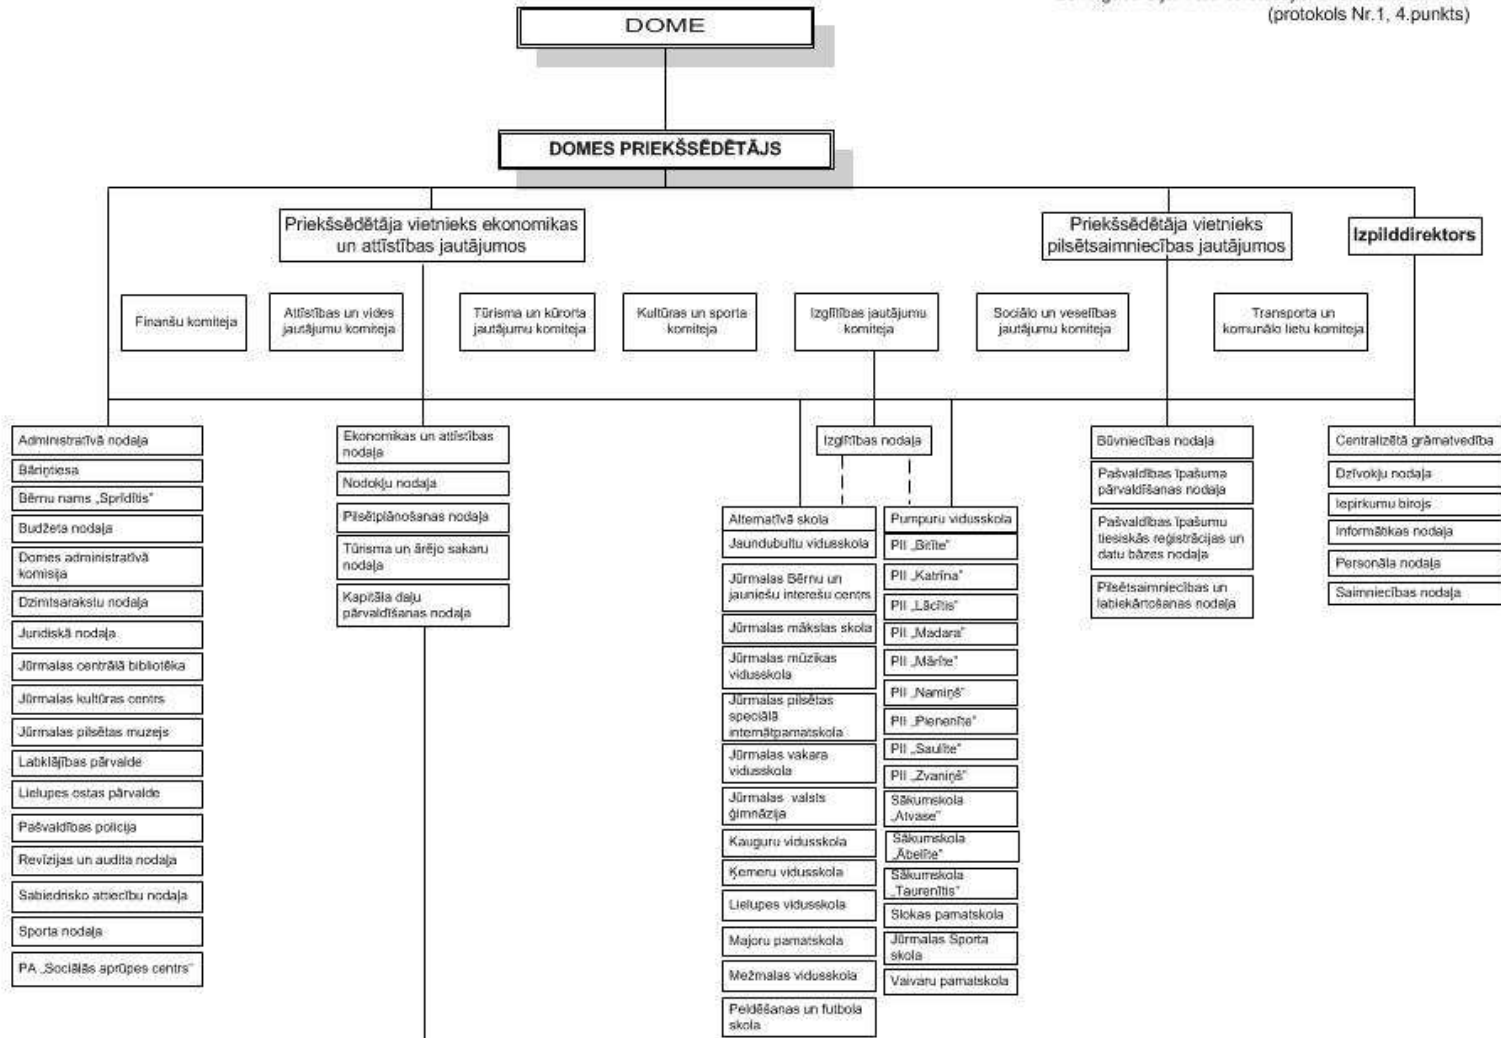 (protokols Nr.1, 4.punkts)
DOME
DOMES PRIEKŠSĒDĒTĀJS
Priekšsēdētāja vietnieks ekonomikas
un attīstības jautājumos
Priekšsēdētāja vietnieks
pilsētsaimniecības jautājumos
Izpilddirektors
Finanšu komiteja
Attīstības un vides
jautājumu komiteja
Tūrisma un kūrorta
jautājumu komiteja
Kultūras un sporta
komiteja
Izglītības jautājumu
komiteja
Sociālo un veselības
jautājumu komiteja
Transporta un
komunālo lietu komiteja
Administratīvā nodaļa
Bāriņtiesa
Bērnu nams „Sprīdītis"
Budžeta nodaļa
Domes administratīvā
komisija
Dzimtsarakstu nodaļa
Juridiskā nodaļa
Jūrmalas centrālā bibliotēka
Jūrmalas kultūras centrs
Jūrmalas pilsētas muzejs
Labklājības pārvalde
Lielupes ostas pārvalde
Pašvaldības policija
Revīzijas un audita nodaļa
Sabiedrisko attiecību nodaļa
Sporta nodaļa
PA „Sociālās aprūpes centrs"
Ekonomikas un attīstības
nodaļa
Nodokļu nodaļa
Pilsētplānošanas nodaļa
Tūrisma un ārējo sakaru
nodaļa
Kapitāla daļu
pārvaldīšanas nodaļa
Izglītības nodaļa
Alternatīvā skola
Jaundubultu vidusskola
Jūrmalas Bērnu un
jauniešu interešu centrs
Jūrmalas mākslas skola
Jūrmalas mūzikas
vidusskola
Jūrmalas pilsētas
speciālā
internātpamatskola
Jūrmalas vakara
vidusskola
Jūrmalas valsts
ģimnāzija
Kauguru vidusskola
Ķemeru vidusskola
Lielupes vidusskola
Majoru pamatskola
Mežmalas vidusskola
Peldēšanas un futbola
skola
Pumpuru vidusskola
PII „Bitīte"
PII „Katrīna"
PII „Lācītis"
PII „Madara"
PII „Mārīte"
PII „Namiņš"
PII „Pienenīte"
PII „Saulīte"
PII „Zvaniņš"
Sākumskola
„Atvase"
Sākumskola
„Ābelīte"
Sākumskola
„Taurenītis"
Slokas pamatskola
Jūrmalas Sporta
skola
Vaivaru pamatskola
Būvniecības nodaļa
Pašvaldības īpašuma
pārvaldīšanas nodaļa
Pašvaldības īpašumu
tiesiskās reģistrācijas un
datu bāzes nodaļa
Pilsētsaimniecības un
labiekārtošanas nodaļa
Centralizētā grāmatvedība
Dzīvokļu nodaļa
Iepirkumu birojs
Informātikas nodaļa
Personāla nodaļa
Saimniecības nodaļa